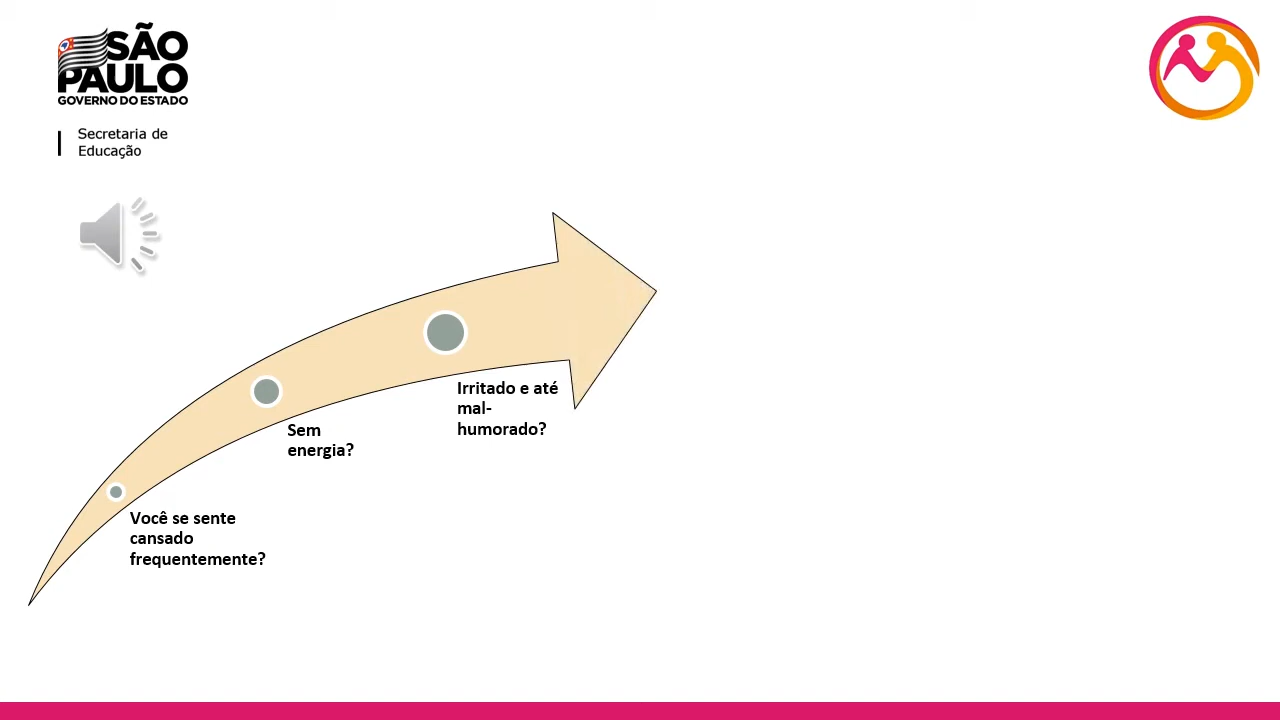 SÃO
PAULO
GOVERNO DO ESTADO
Secretaria de
Educação
Irritado e até
mal-
humorado?
Sem
energia?
Você se sente
cansado
frequentemente?